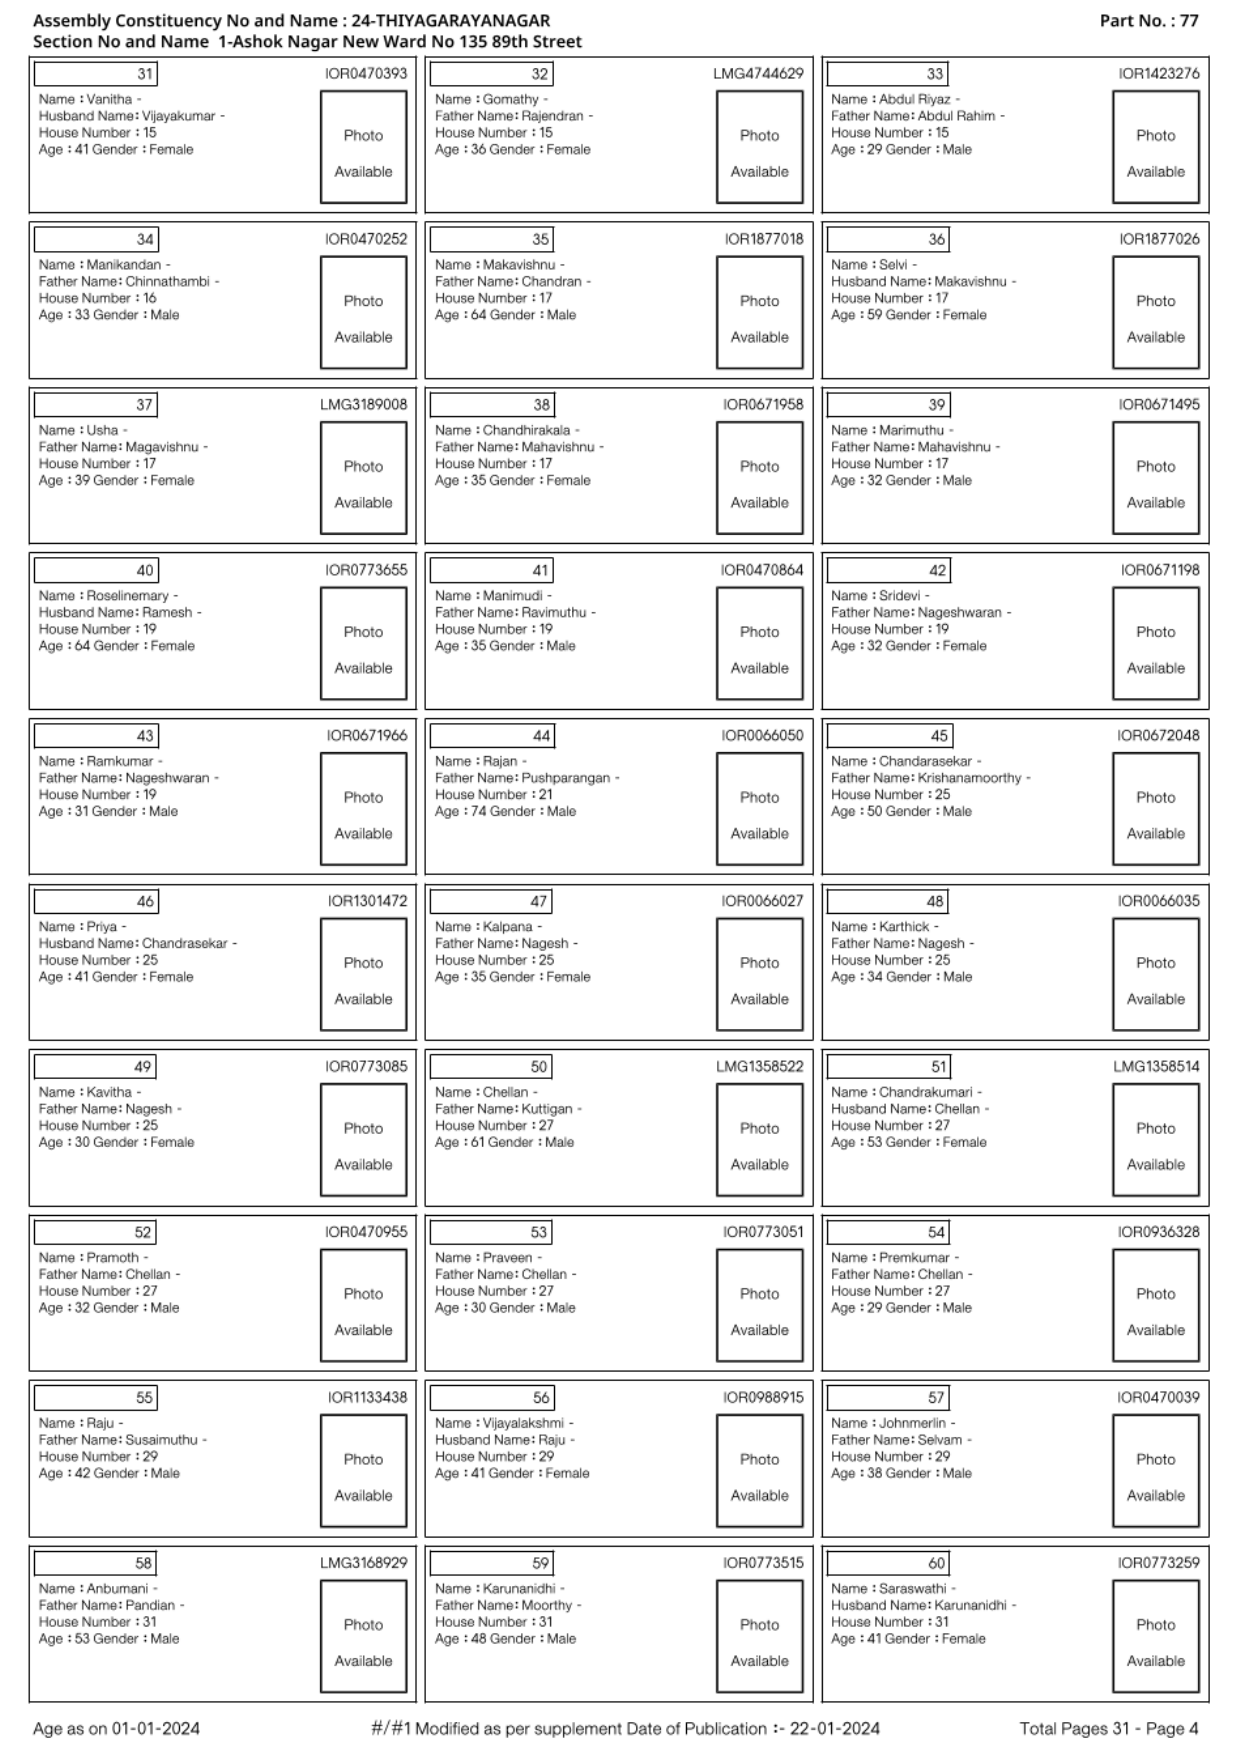 Assembly Constituency No and Name : 24-THIYAGARAYANAGAR
Part No. : 77
Section No and Name 1-Ashok Nagar New Ward No 135 89th Street
31 IOR0470393
Name : Vanitha -
Husband Name: Vijayakumar -
House Number : 15
Age : 41 Gender : Female
Photo
Available
32 LMG4744629
Name : Gomathy -
Father Name: Rajendran -
House Number : 15
Age : 36 Gender : Female
Photo
Available
33 IOR1423276
Name : Abdul Riyaz -
Father Name: Abdul Rahim -
House Number : 15
Age : 29 Gender : Male
Photo
Available
34 IOR0470252
Name : Manikandan -
Father Name: Chinnathambi -
House Number : 16
Age : 33 Gender : Male
Photo
Available
35 IOR1877018
Name : Makavishnu -
Father Name: Chandran -
House Number : 17
Age : 64 Gender : Male
Photo
Available
36 IOR1877026
Name : Selvi -
Husband Name: Makavishnu -
House Number : 17
Age : 59 Gender : Female
Photo
Available
37 LMG3189008
Name : Usha -
Father Name: Magavishnu -
House Number : 17
Age : 39 Gender : Female
Photo
Available
38 IOR0671958
Name : Chandhirakala -
Father Name: Mahavishnu -
House Number : 17
Age : 35 Gender : Female
Photo
Available
39 IOR0671495
Name : Marimuthu -
Father Name: Mahavishnu -
House Number : 17
Age : 32 Gender : Male
Photo
Available
40 IOR0773655
Name : Roselinemary -
Husband Name: Ramesh -
House Number : 19
Age : 64 Gender : Female
Photo
Available
41 IOR0470864
Name : Manimudi -
Father Name: Ravimuthu -
House Number : 19
Age : 35 Gender : Male
Photo
Available
42 IOR0671198
Name : Sridevi -
Father Name: Nageshwaran -
House Number : 19
Age : 32 Gender : Female
Photo
Available
43 IOR0671966
Name : Ramkumar -
Father Name: Nageshwaran -
House Number : 19
Age : 31 Gender : Male
Photo
Available
44 IOR0066050
Name : Rajan -
Father Name: Pushparangan -
House Number : 21
Age : 74 Gender : Male
Photo
Available
45 IOR0672048
Name : Chandarasekar -
Father Name: Krishanamoorthy -
House Number : 25
Age : 50 Gender : Male
Photo
Available
46 IOR1301472
Name : Priya -
Husband Name: Chandrasekar -
House Number : 25
Age : 41 Gender : Female
Photo
Available
47 IOR0066027
Name : Kalpana -
Father Name: Nagesh -
House Number : 25
Age : 35 Gender : Female
Photo
Available
48 IOR0066035
Name : Karthick -
Father Name: Nagesh -
House Number : 25
Age : 34 Gender : Male
Photo
Available
49 IOR0773085
Name : Kavitha -
Father Name: Nagesh -
House Number : 25
Age : 30 Gender : Female
Photo
Available
50 LMG1358522
Name : Chellan -
Father Name: Kuttigan -
House Number : 27
Age : 61 Gender : Male
Photo
Available
51 LMG1358514
Name : Chandrakumari -
Husband Name: Chellan -
House Number : 27
Age : 53 Gender : Female
Photo
Available
52 IOR0470955
Name : Pramoth -
Father Name: Chellan -
House Number : 27
Age : 32 Gender : Male
Photo
Available
53 IOR0773051
Name : Praveen -
Father Name: Chellan -
House Number : 27
Age : 30 Gender : Male
Photo
Available
54 IOR0936328
Name : Premkumar -
Father Name: Chellan -
House Number : 27
Age : 29 Gender : Male
Photo
Available
55 IOR1133438
Name : Raju -
Father Name: Susaimuthu -
House Number : 29
Age : 42 Gender : Male
Photo
Available
56 IOR0988915
Name : Vijayalakshmi -
Husband Name: Raju -
House Number : 29
Age : 41 Gender : Female
Photo
Available
57 IOR0470039
Name : Johnmerlin -
Father Name: Selvam -
House Number : 29
Age : 38 Gender : Male
Photo
Available
58 LMG3168929
Name : Anbumani -
Father Name: Pandian -
House Number : 31
Age : 53 Gender : Male
Photo
Available
59 IOR0773515
Name : Karunanidhi -
Father Name: Moorthy -
House Number : 31
Age : 48 Gender : Male
Photo
Available
60 IOR0773259
Name : Saraswathi -
Husband Name: Karunanidhi -
House Number : 31
Age : 41 Gender : Female
Photo
Available
Age as on 01-01-2024
#/#1 Modified as per supplement Date of Publication :- 22-01-2024
Total Pages 31 - Page 4